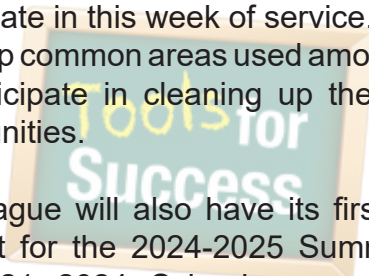 ate in this week of service.
p common areas used amo
icipate in cleaning up the
nities.
Tools for
Success
ague will also have its firs
t for the 2024-2025 Sum